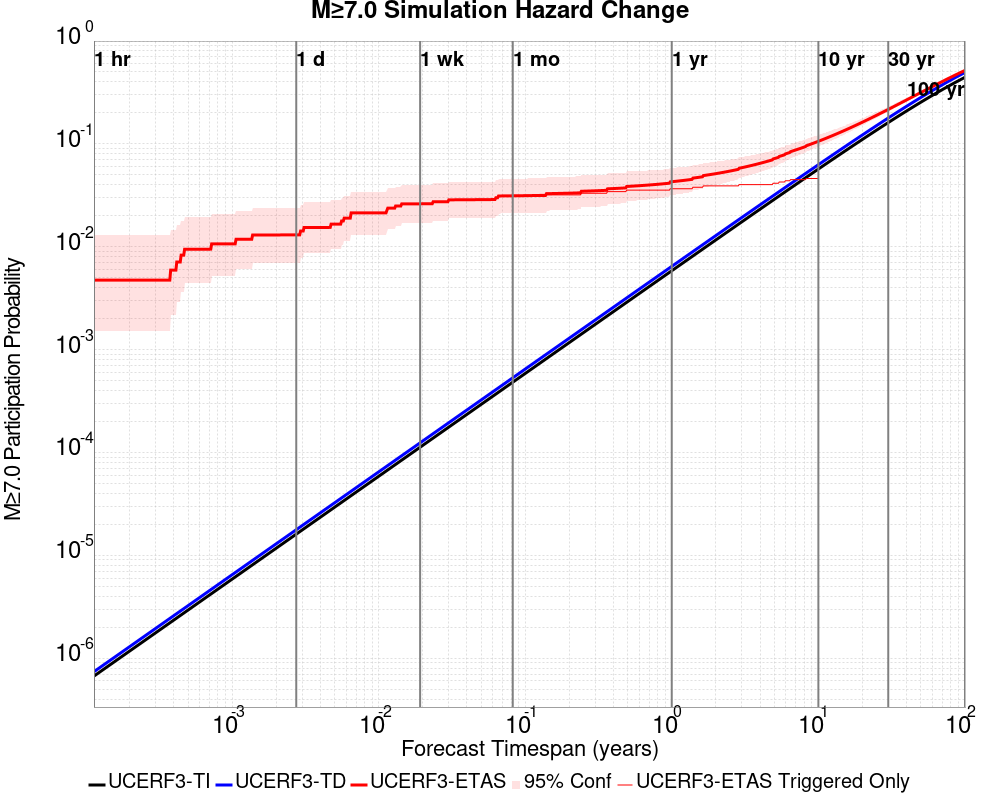 M≥7.0 Simulation Hazard Change
10^0
10^-1
10^-2
10^-3
10^-4
10^-5
10^-6
M≥7.0 Participation Probability
1 hr
1 d
1 wk
1 mo
1 yr
10 yr
30 yr
100 yr
10^-3
10^-2
10^-1
10^0
10^1
10^2
Forecast Timespan (years)
UCERF3-TI UCERF3-TD UCERF3-ETAS 95% Conf UCERF3-ETAS Triggered Only